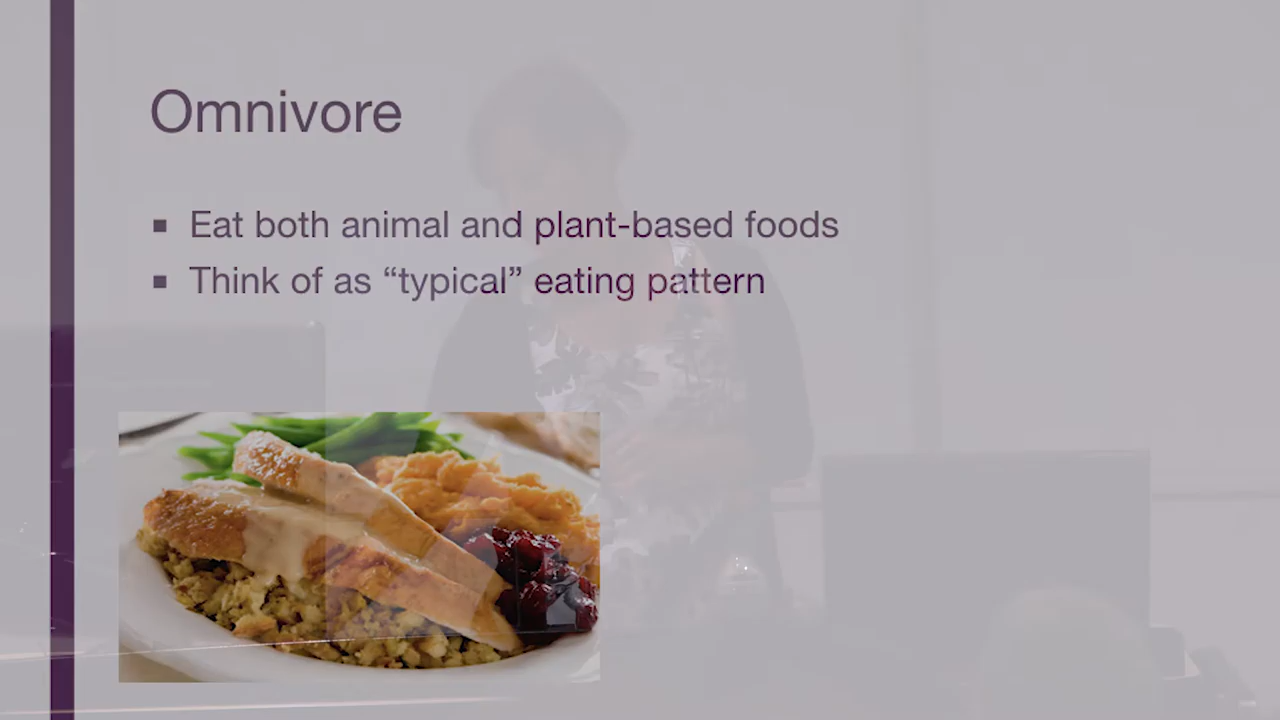 Omnivore
▪ Eat both animal and plant-based foods
▪ Think of as “typical” eating pattern